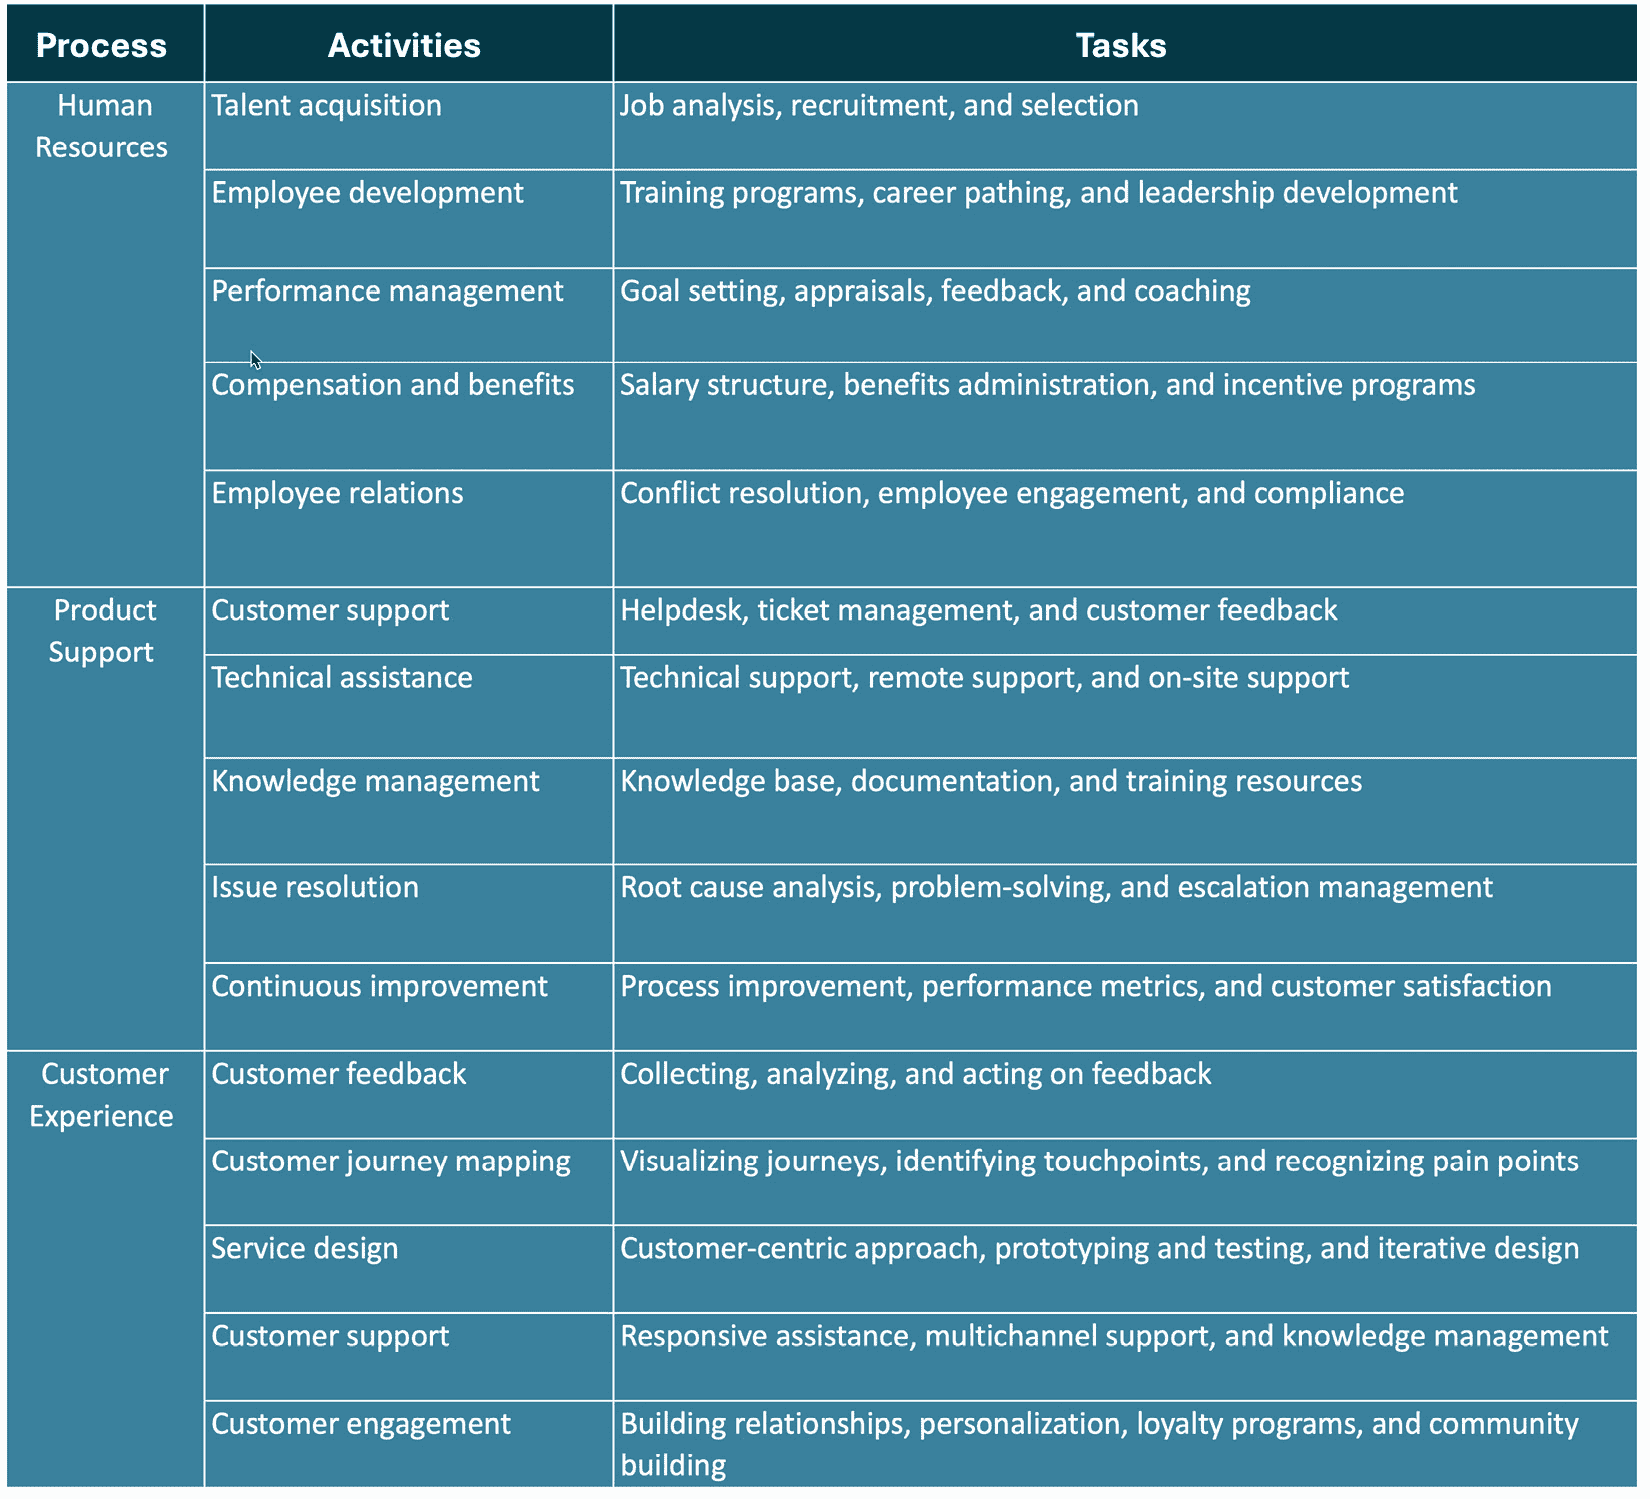 Process Activities Tasks
Human Resources
Talent acquisition Job analysis, recruitment, and selection
Employee development Training programs, career pathing, and leadership development
Performance management Goal setting, appraisals, feedback, and coaching
Compensation and benefits Salary structure, benefits administration, and incentive programs
Employee relations Conflict resolution, employee engagement, and compliance
Product Support
Customer support Helpdesk, ticket management, and customer feedback
Technical assistance Technical support, remote support, and on-site support
Knowledge management Knowledge base, documentation, and training resources
Issue resolution Root cause analysis, problem-solving, and escalation management
Continuous improvement Process improvement, performance metrics, and customer satisfaction
Customer Experience
Customer feedback Collecting, analyzing, and acting on feedback
Customer journey mapping Visualizing journeys, identifying touchpoints, and recognizing pain points
Service design Customer-centric approach, prototyping and testing, and iterative design
Customer support Responsive assistance, multichannel support, and knowledge management
Customer engagement Building relationships, personalization, loyalty programs, and community
building